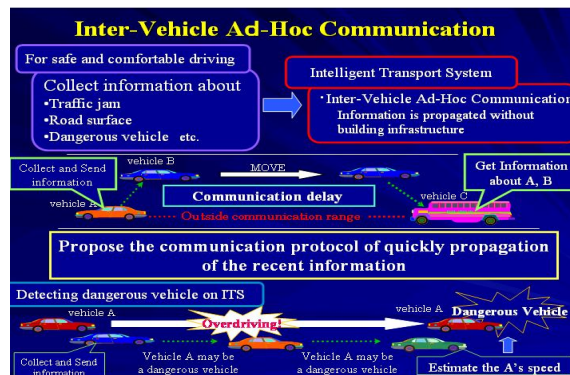 Inter-Vehicle Ad-Hoc Communication
For safe and comfortable driving
Collect information about
•Traffic jam
•Road surface
•Dangerous vehicle etc.
Intelligent Transport System
・Inter-Vehicle Ad-Hoc Communication
Information is propagated without
building infrastructure
Collect and Send
information
vehicle B
MOVE
Get Information
about A, B
vehicle A
Communication delay
vehicle C
Outside communication range
Propose the communication protocol of quickly propagation
of the recent information
Detecting dangerous vehicle on ITS
vehicle A
Overdriving!
vehicle A
Dangerous Vehicle
Collect and Send
information
Vehicle A may be
a dangerous vehicle
Vehicle A may be
a dangerous vehicle
Estimate the A's speed